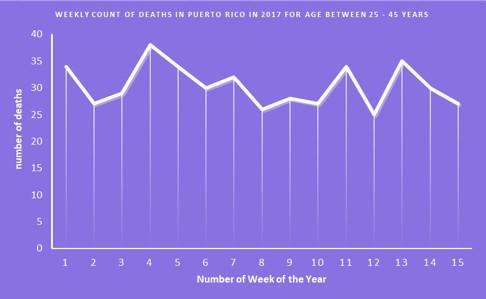 WEEKLY COUNT OF DEATHS IN PUERTO RICO IN 2017 FOR AGE BETWEEN 25 - 45 YEARS
40
35
30
25
20
15
10
5
0
number of deaths
1 2 3 4 5 6 7 8 9 10 11 12 13 14 15
Number of Week of the Year